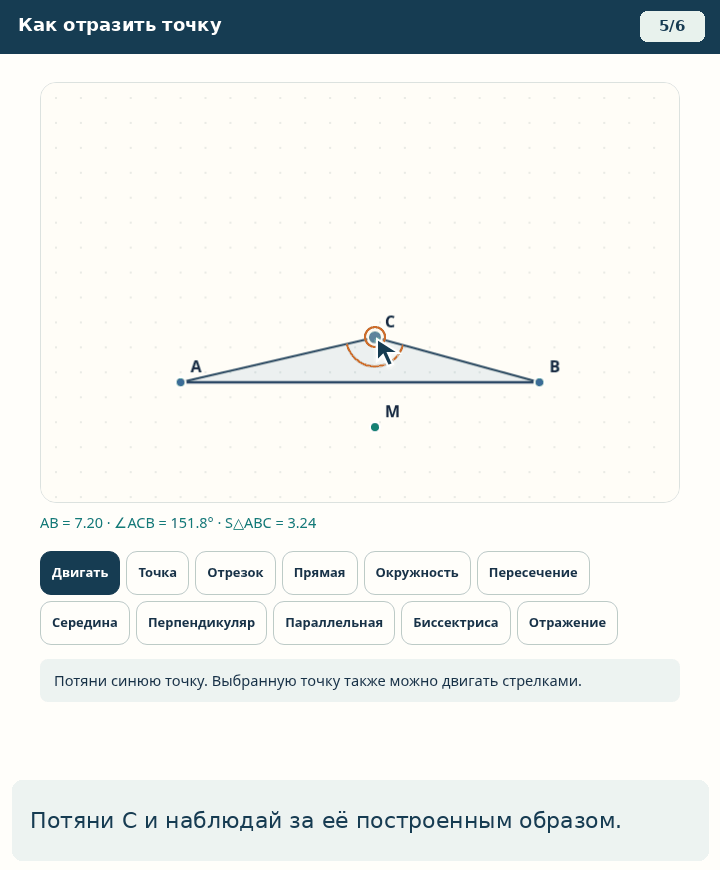 Как отразить точку
5/6
C
A
B
M
AB = 7.20 · ∠ACB = 151.8° · S△ABC = 3.24
Двигать Точка Отрезок Прямая Окружность Пересечение
Середина Перпендикуляр Параллельная Биссектриса Отражение
Потяни синюю точку. Выбранную точку также можно двигать стрелками.
Потяни C и наблюдай за её построенным образом.